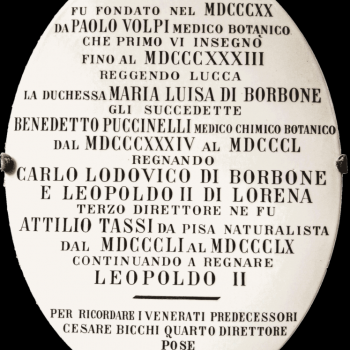 FU FONDATO NEL MDCCCXX
DA PAOLO VOLPI MEDICO BOTANICO
CHE PRIMO VI INSEGNÒ
FINO AL MDCCCXXXIII
REGGENDO LUCCA
LA DUCHESSA MARIA LUISA DI BORBONE
GLI SUCCEDETTE
BENEDETTO PUCCINELLI MEDICO CHIMICO BOTANICO
DAL MDCCCXXXIV AL MDCCCL
REGNANDO
CARLO LODOVICO DI BORBONE
E LEOPOLDO II DI LORENA
TERZO DIRETTORE NE FU
ATTILIO TASSI DA PISA NATURALISTA
DAL MDCCCLI AL MDCCCLX
CONTINUANDO A REGNARE
LEOPOLDO II
PER RICORDARE I VENERATI PREDECESSORI
CESARE BICCHI QUARTO DIRETTORE
POSE